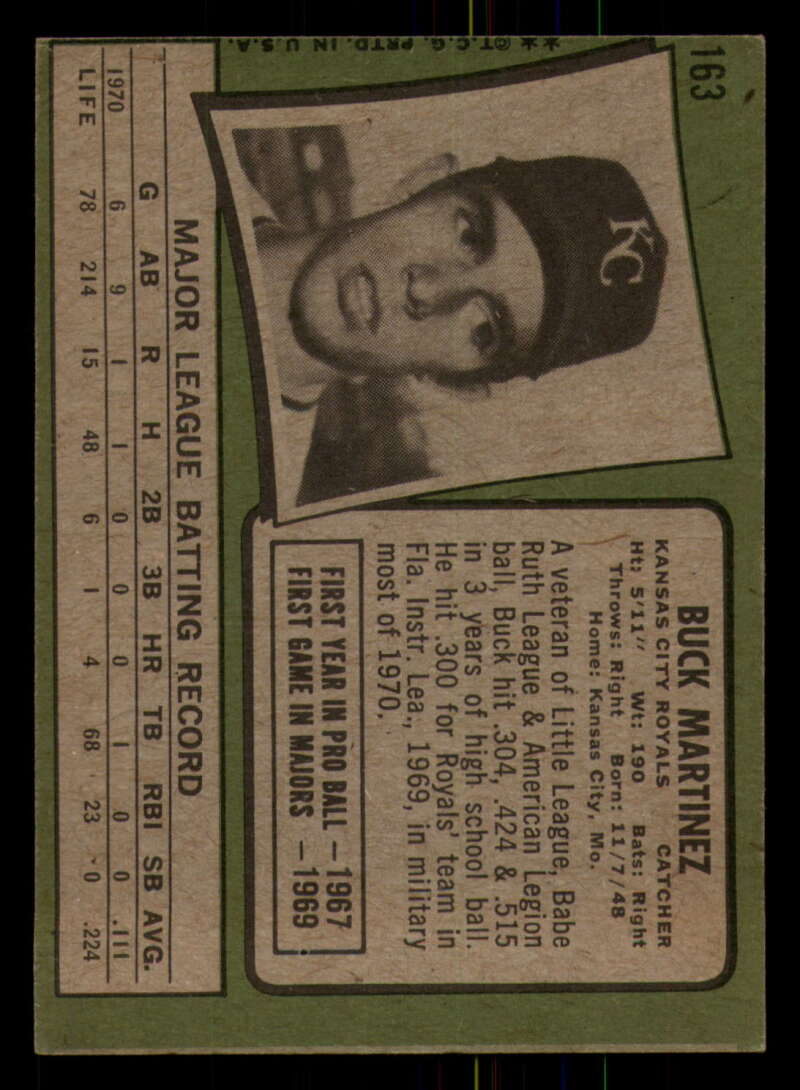 163
★★ ©T.C.G. PRTD. IN U.S.A.
KC
BUCK MARTINEZ
KANSAS CITY ROYALS CATCHER
Ht: 5'11" Wt: 190 Bats: Right
Throws: Right Born: 11/7/48
Home: Kansas City, Mo.
A veteran of Little League, Babe
Ruth League & American Legion
ball, Buck hit .304, .424 & .515
in 3 years of high school ball.
He hit .300 for Royals' team in
Fla. Instr. Lea., 1969, in military
most of 1970.
FIRST YEAR IN PRO BALL —1967
FIRST GAME IN MAJORS —1969
MAJOR LEAGUE BATTING RECORD
G AB R H 2B 3B HR TB RBI SB AVG.
1970 6 9 1 1 0 0 0 1 0 0 .111
LIFE 78 214 15 48 6 1 4 68 23 0 .224